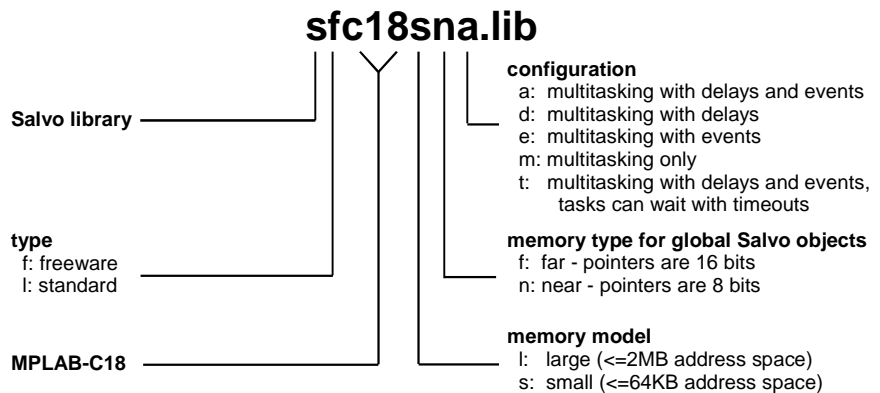 sfc18sna.lib
configuration
a: multitasking with delays and events
d: multitasking with delays
e: multitasking with events
m: multitasking only
t: multitasking with delays and events,
tasks can wait with timeouts
Salvo library
type
f: freeware
l: standard
memory type for global Salvo objects
f: far - pointers are 16 bits
n: near - pointers are 8 bits
MPLAB-C18
memory model
l: large (<=2MB address space)
s: small (<=64KB address space)